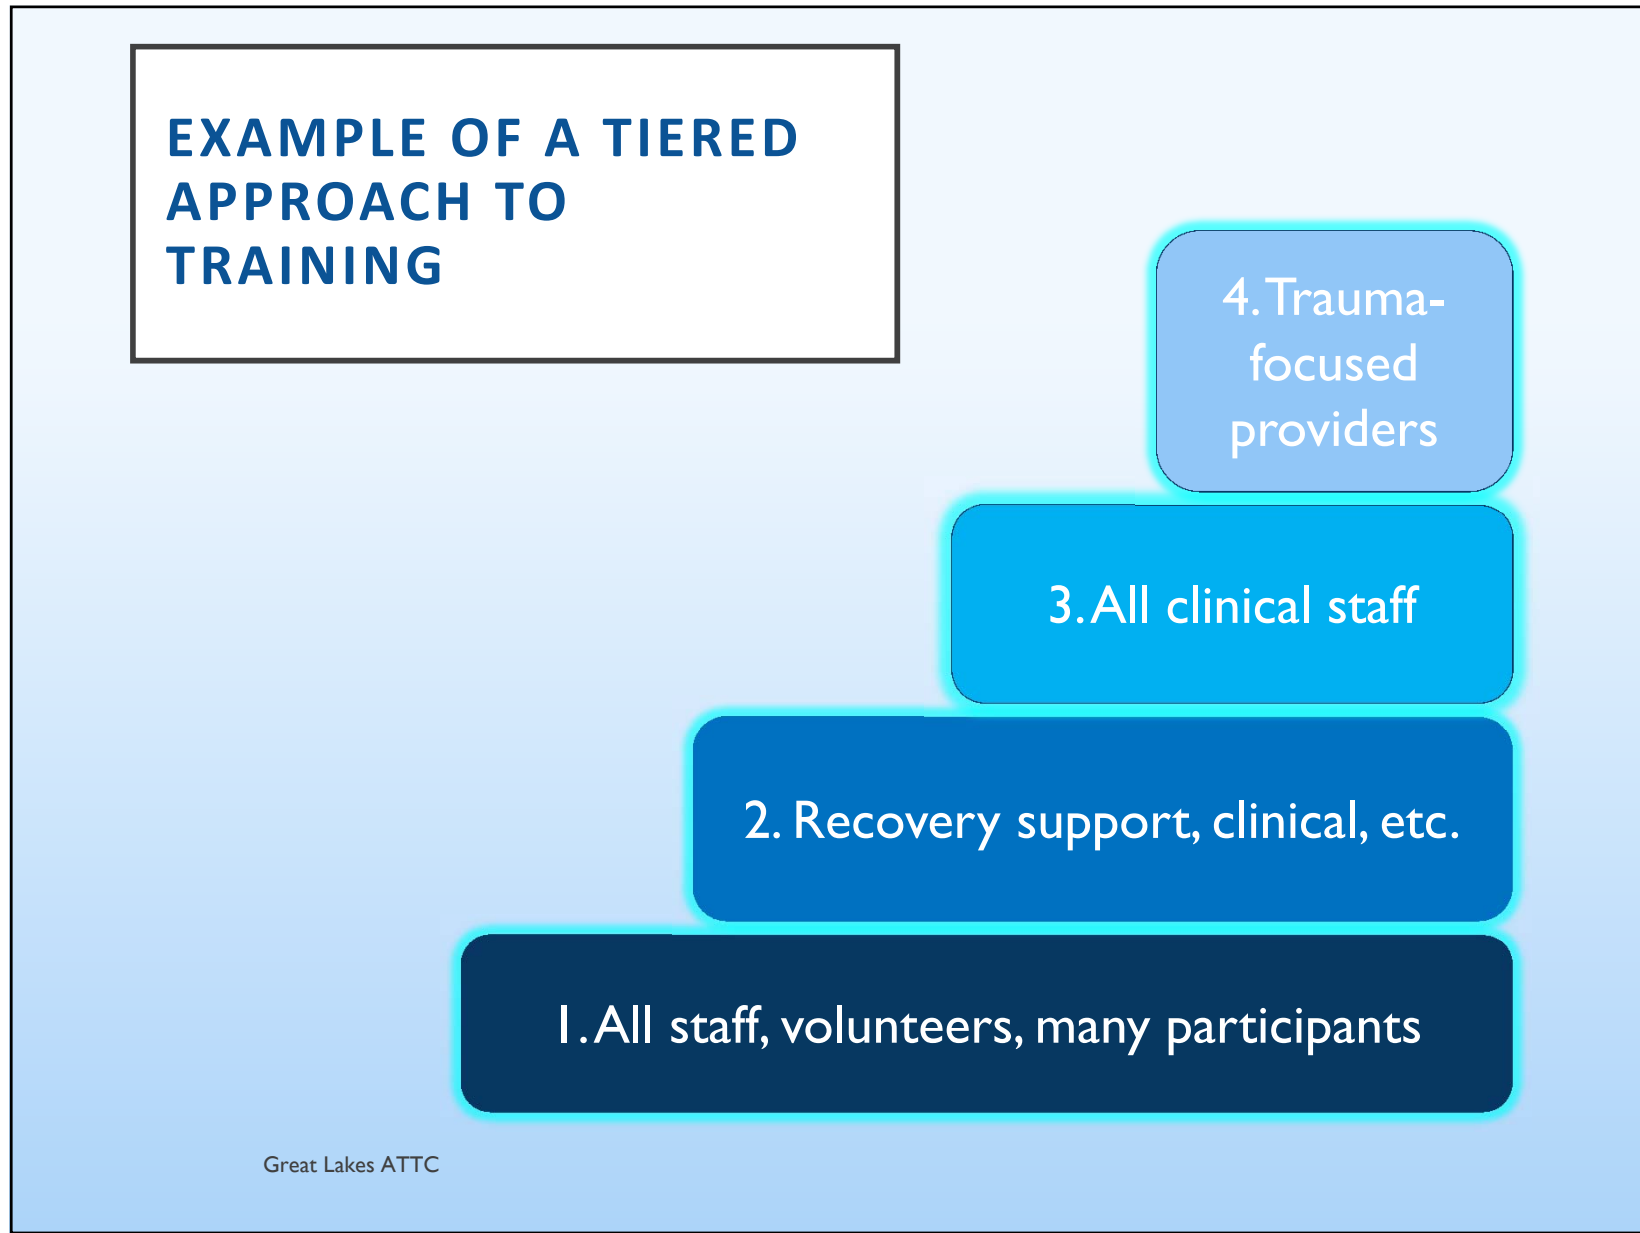 EXAMPLE OF A TIERED
APPROACH TO
TRAINING
4. Trauma-
focused
providers
3. All clinical staff
2. Recovery support, clinical, etc.
1. All staff, volunteers, many participants
Great Lakes ATTC